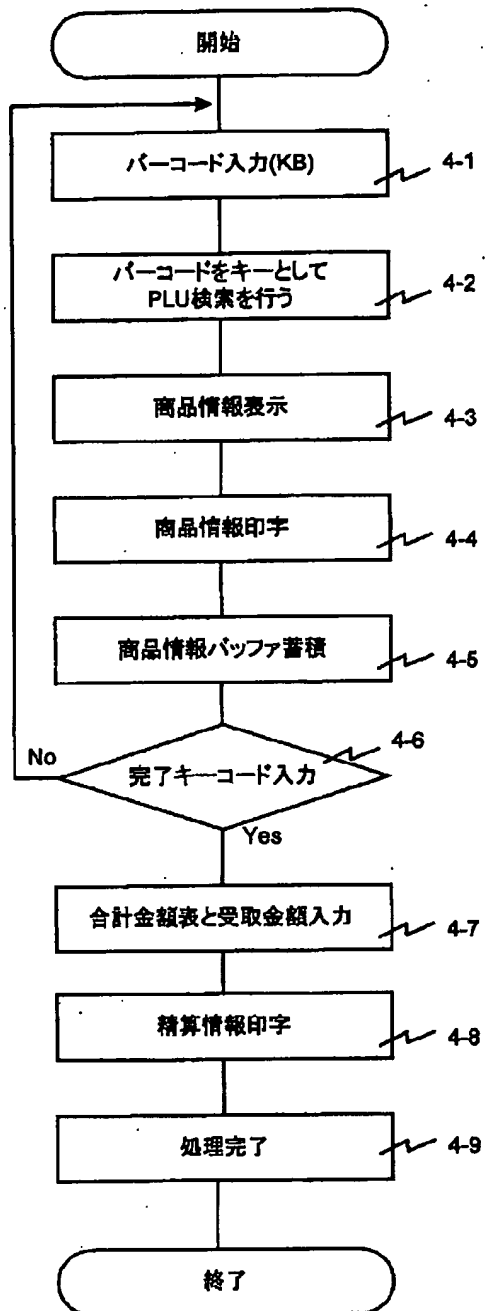 開始
バーコード入力(KB)
4-1
バーコードをキーとして
PLU検索を行う
4-2
商品情報表示
4-3
商品情報印字
4-4
商品情報バッファ蓄積
4-5
4-6
No
完了キーコード入力
Yes
合計金額表と受取金額入力
4-7
精算情報印字
4-8
処理完了
4-9
終了